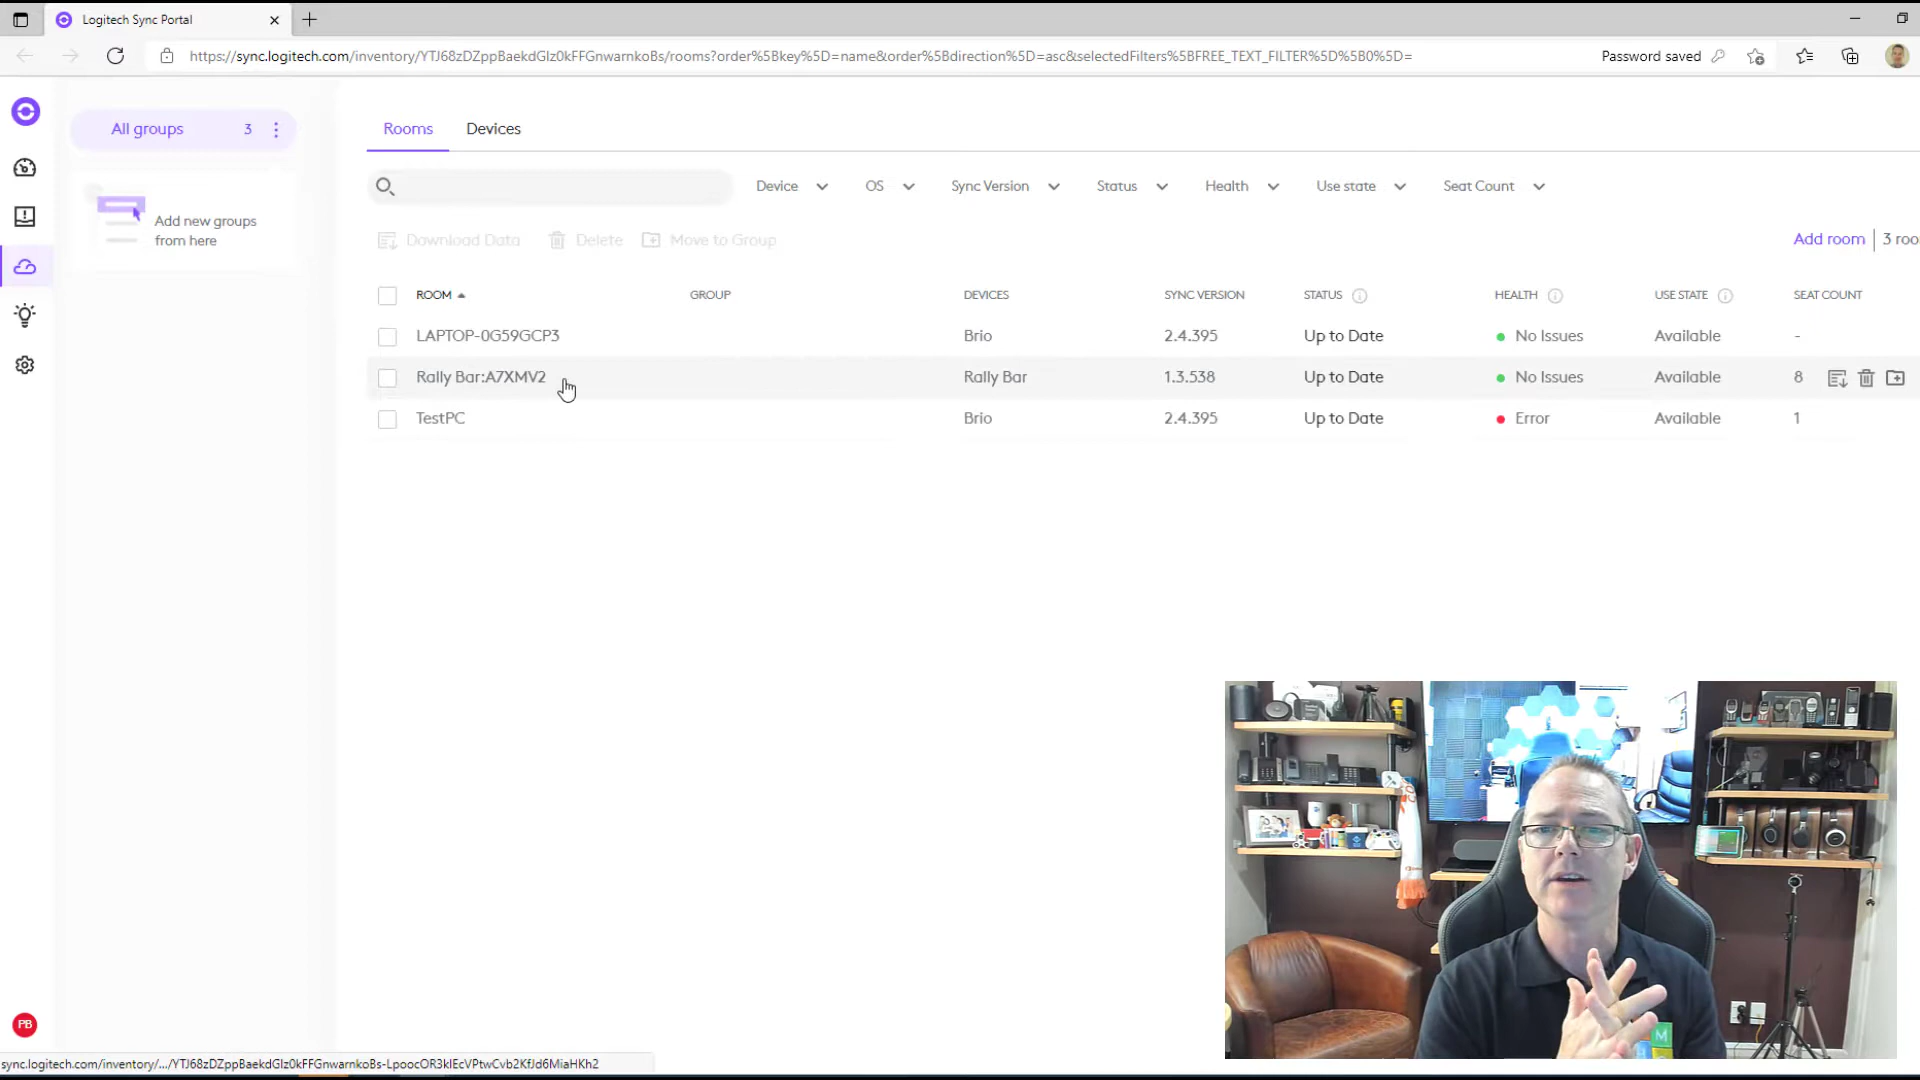 Logitech Sync Portal
https://sync.logitech.com/inventory/YTJ68zDZppBaekdGlz0kFFGnwarnkoBs/rooms?order%5Bkey%5D=name&order%5Bdirection%5D=asc&selectedFilters%5BFREE_TEXT_FILTER%5D%5B0%5D=
Password saved
All groups 3
Add new groups
from here
Rooms Devices
Device OS Sync Version Status Health Use state Seat Count
Download Data Delete Move to Group
Add room 3 roo
ROOM GROUP DEVICES SYNC VERSION STATUS HEALTH USE STATE SEAT COUNT
LAPTOP-0G59GCP3 Brio 2.4.395 Up to Date No Issues Available -
Rally Bar:A7XMV2 Rally Bar 1.3.538 Up to Date No Issues Available 8
TestPC Brio 2.4.395 Up to Date Error Available 1
PB
sync.logitech.com/inventory/.../YTJ68zDZppBaekdGlz0kFFGnwarnkoBs-LpoocOR3kIEcVPtwCvb2KfJd6MiaHKh2
M